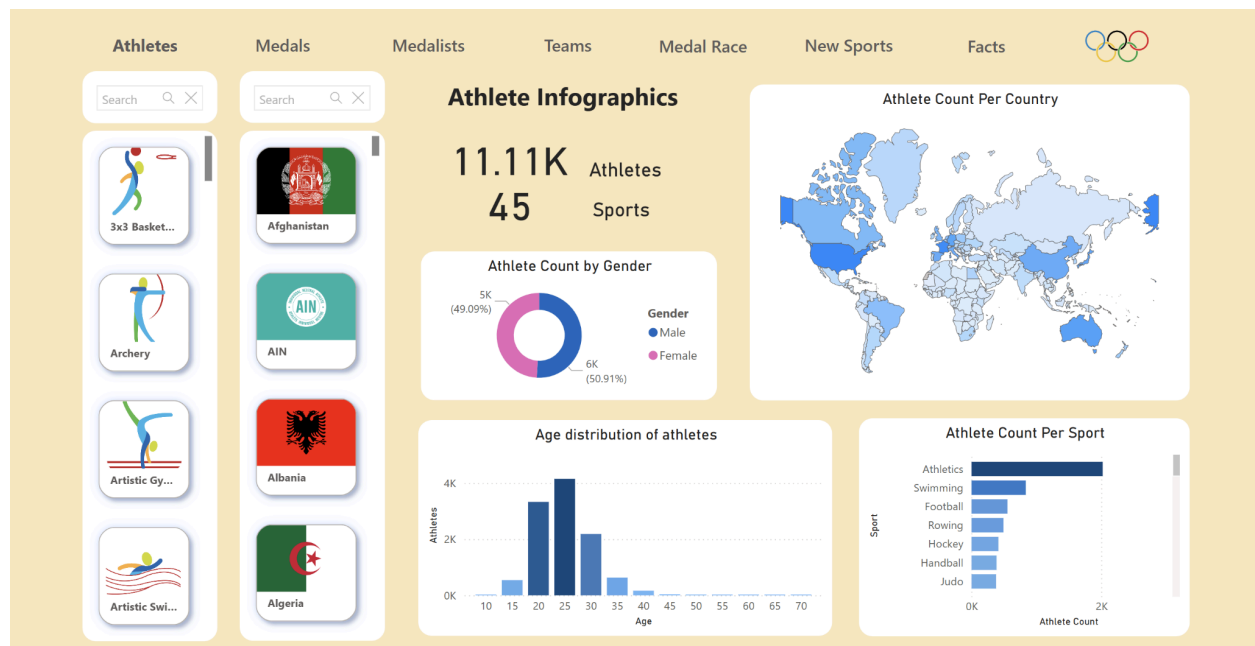 Athletes Medals Medalists Teams Medal Race New Sports Facts
Search
Search
3x3 Basket...
Archery
Artistic Gy...
Artistic Swi...
Afghanistan
AIN
AIN
Albania
Algeria
Athlete Infographics
11.11K Athletes
45 Sports
Athlete Count by Gender
5K
(49.09%)
6K
(50.91%)
Gender
Male
Female
Athlete Count Per Country
Age distribution of athletes
Athletes
4K
2K
0K
10 15 20 25 30 35 40 45 50 55 60 65 70
Age
Athlete Count Per Sport
Sport
Athletics
Swimming
Football
Rowing
Hockey
Handball
Judo
0K 2K
Athlete Count